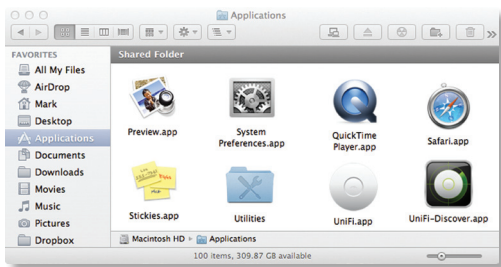 Applications
FAVORITES
All My Files
AirDrop
Mark
Desktop
Applications
Documents
Downloads
Movies
Music
Pictures
Dropbox
Shared Folder
Preview.app
System
Preferences.app
QuickTime
Player.app
Safari.app
Stickies.app
Utilities
UniFi.app
UniFi-Discover.app
Macintosh HD ▸ Applications
100 items, 309.87 GB available